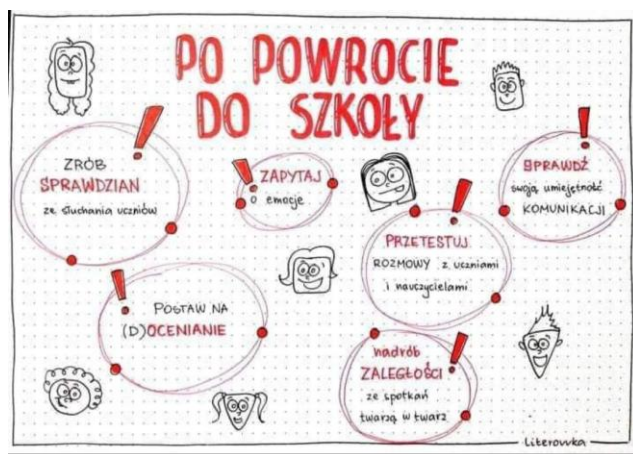 PO POWROCIE
DO SZKOŁY
ZRÓB
SPRAWDZIAN
ze słuchania uczniów
ZAPYTAJ
o emocje
SPRAWDŹ
swoją umiejętność
KOMUNIKACJI
PRZETESTUJ
ROZMOWY z uczniami
i nauczycielami
POSTAW NA
(D)OCENIANIE
nadrób
ZALEGŁOŚCI
ze spotkań
twarzą w twarz
Literowka